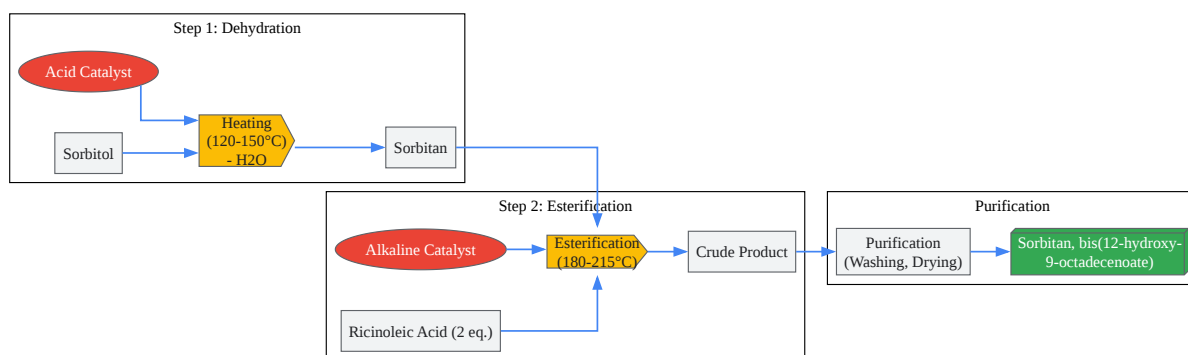 Step 1: Dehydration
Acid Catalyst
Sorbitol
Heating
(120-150°C)
- H2O
Sorbitan
Step 2: Esterification
Alkaline Catalyst
Ricinoleic Acid (2 eq.)
Esterification
(180-215°C)
Crude Product
Purification
Purification
(Washing, Drying)
Sorbitan, bis(12-hydroxy-
9-octadecenoate)